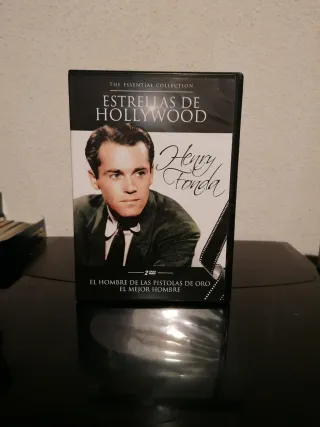 THE ESSENTIAL COLLECTION
ESTRELLAS DE
HOLLYWOOD
Henry
Fonda
2 DVD
EL HOMBRE DE LAS PISTOLAS DE ORO
EL MEJOR HOMBRE